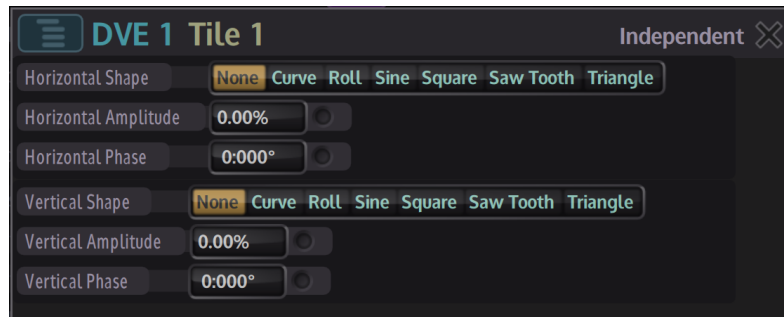 DVE 1 Tile 1 Independent
Horizontal Shape None Curve Roll Sine Square Saw Tooth Triangle
Horizontal Amplitude 0.00%
Horizontal Phase 0:000°
Vertical Shape None Curve Roll Sine Square Saw Tooth Triangle
Vertical Amplitude 0.00%
Vertical Phase 0:000°